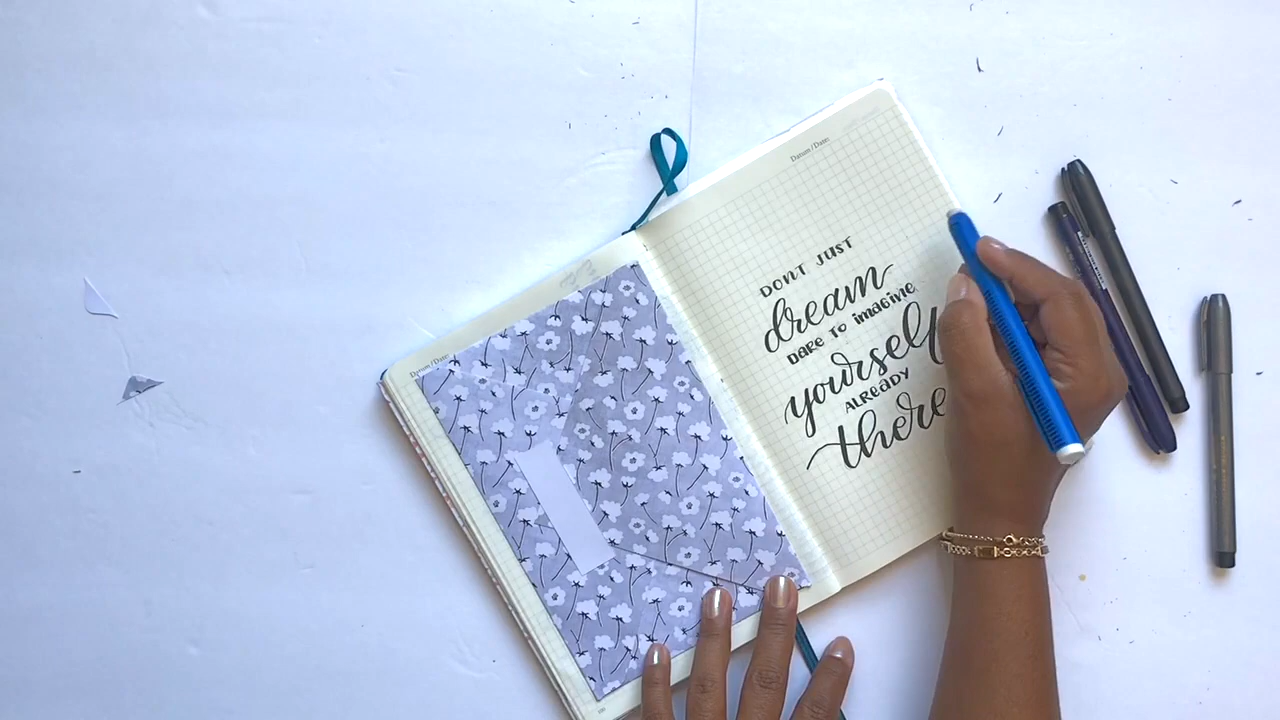 Datum/Date:
Datum/Date:
DONT JUST
dream
DARE TO imagine
yourself
ALREADY
there